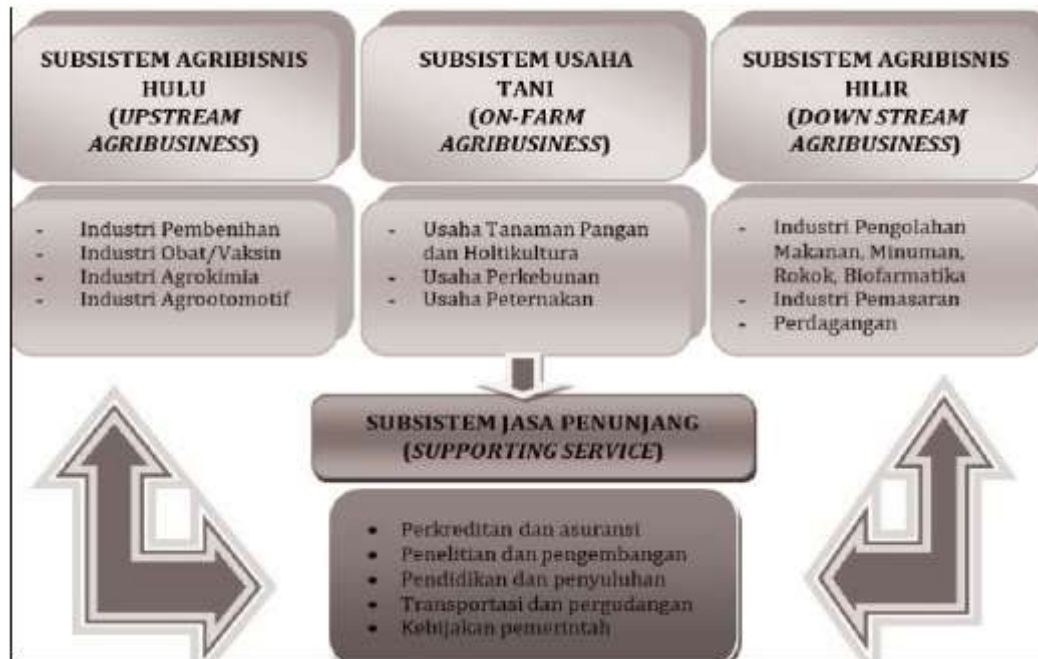 SUBSISTEM AGRIBISNIS
HULU
(UPSTREAM
AGRIBUSINESS)
- Industri Pembenihan
- Industri Obat/Vaksin
- Industri Agrokimia
- Industri Agrootomotif
SUBSISTEM USAHA
TANI
(ON-FARM
AGRIBUSINESS)
- Usaha Tanaman Pangan
dan Holtikultura
- Usaha Perkebunan
- Usaha Peternakan
SUBSISTEM AGRIBISNIS
HILIR
(DOWN STREAM
AGRIBUSINESS)
- Industri Pengolahan
Makanan, Minuman,
Rokok, Biofarmatika
- Industri Pemasaran
- Perdagangan
SUBSISTEM JASA PENUNJANG
(SUPPORTING SERVICE)
• Perkreditan dan asuransi
• Penelitian dan pengembangan
• Pendidikan dan penyuluhan
• Transportasi dan pergudangan
• Kebijakan pemerintah